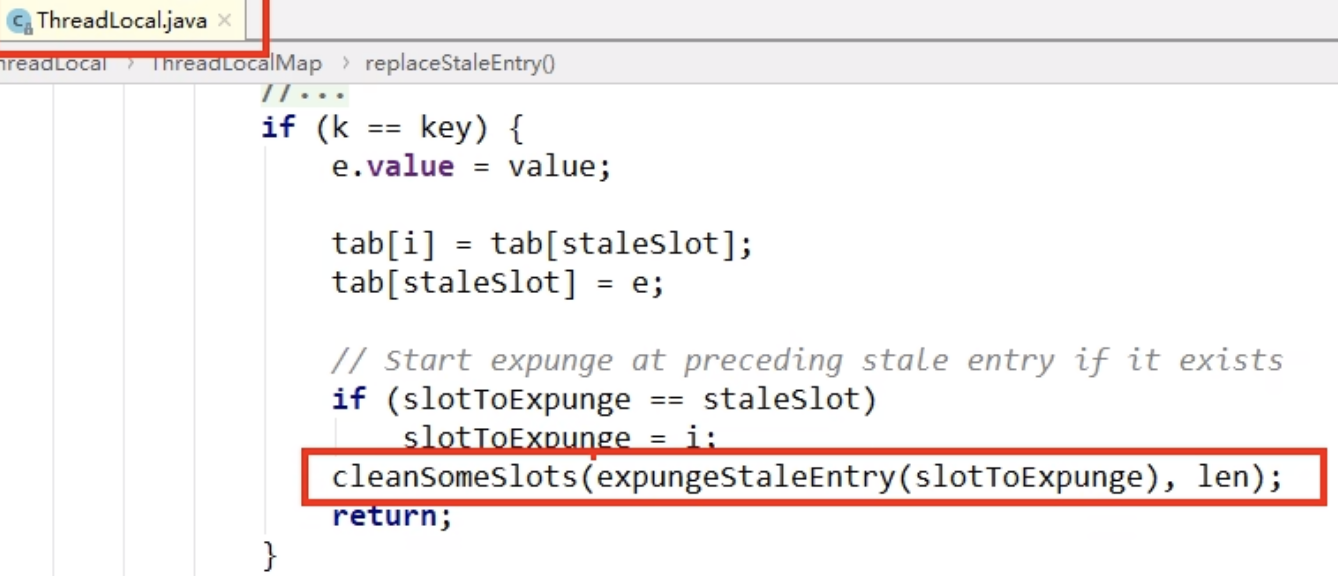 ThreadLocal.java
hreadLocal > ThreadLocalMap > replaceStaleEntry()
//...
if (k == key) {
e.value = value;
tab[i] = tab[staleSlot];
tab[staleSlot] = e;
// Start expunge at preceding stale entry if it exists
if (slotToExpunge == staleSlot)
slotToExpunge = i;
cleanSomeSlots(expungeStaleEntry(slotToExpunge), len);
return;
}